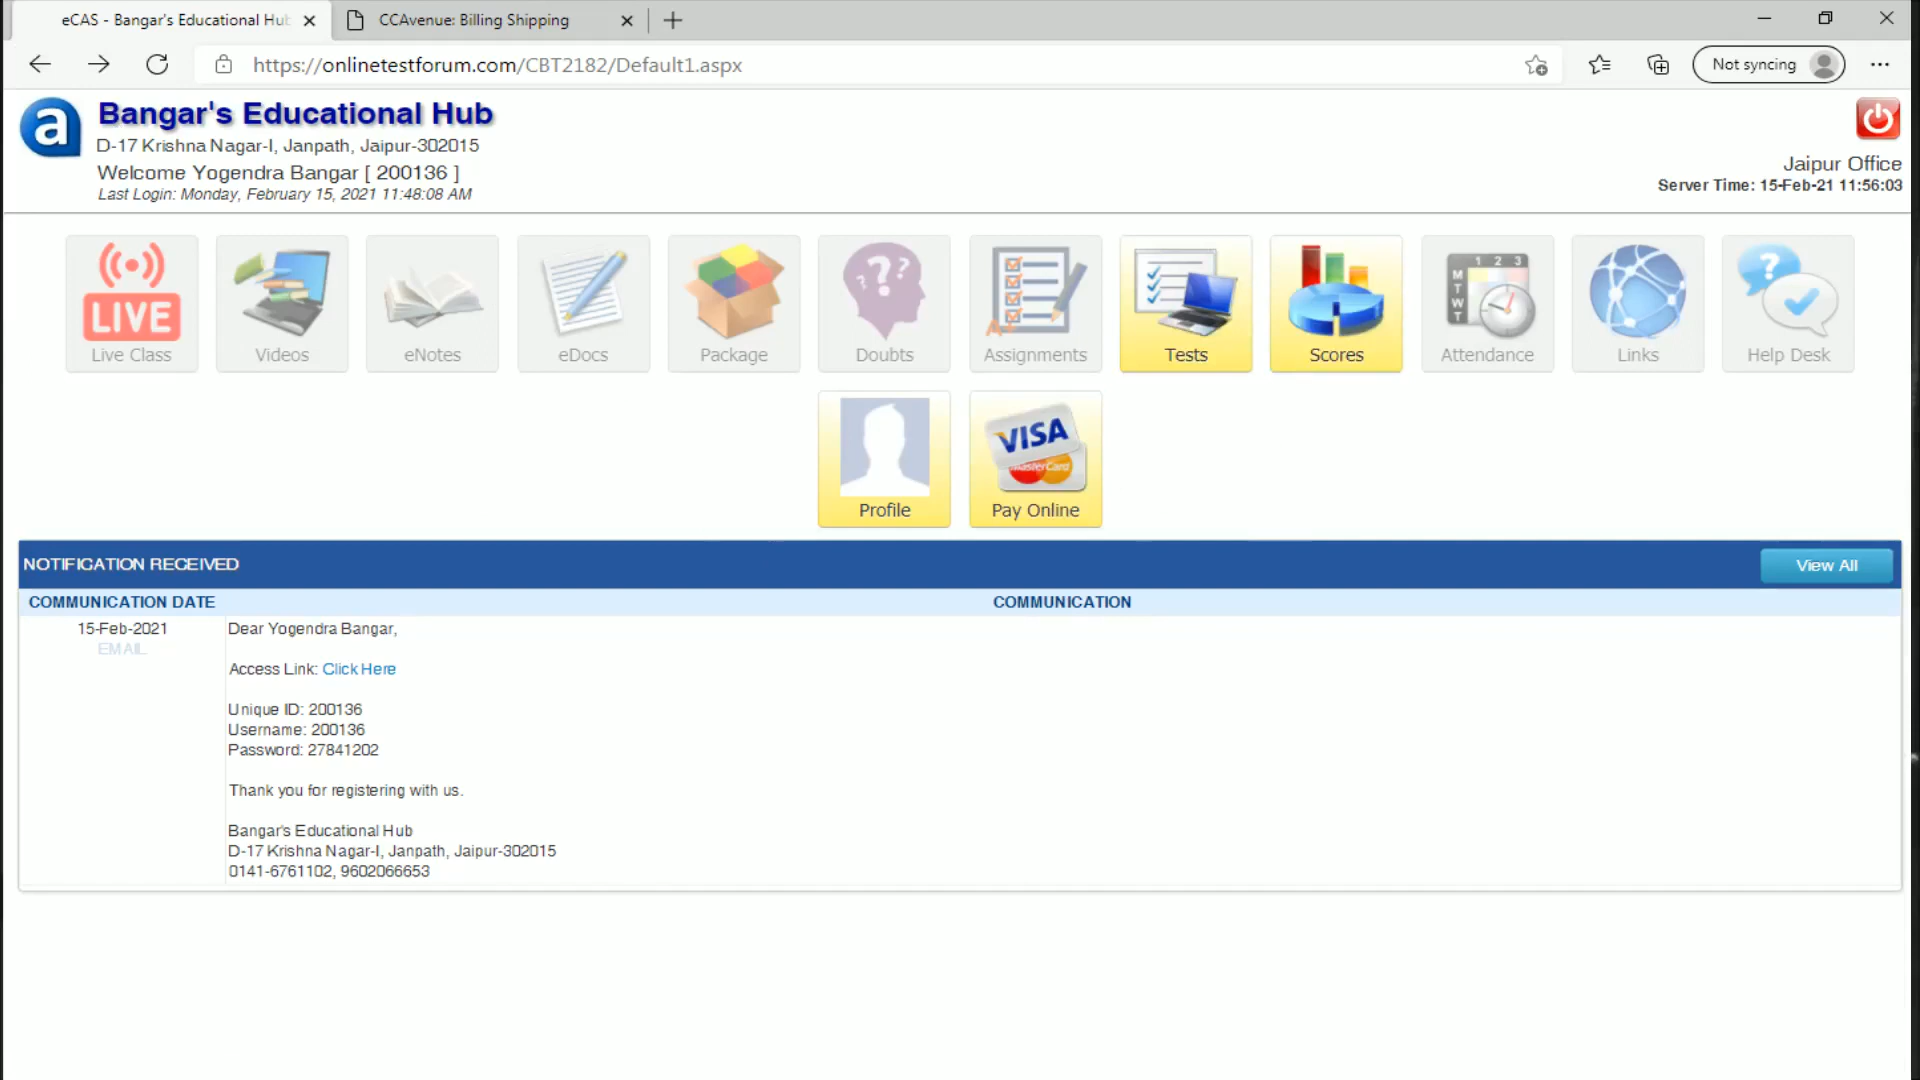 eCAS - Bangar's Educational Hub
CCAvenue: Billing Shipping
https://onlinetestforum.com/CBT2182/Default1.aspx
Not syncing
a
Bangar's Educational Hub
D-17 Krishna Nagar-I, Janpath, Jaipur-302015
Welcome Yogendra Bangar [ 200136 ]
Last Login: Monday, February 15, 2021 11:48:08 AM
Jaipur Office
Server Time: 15-Feb-21 11:56:03
LIVE
Live Class
Videos
eNotes
eDocs
Package
Doubts
A+
Assignments
Tests
Scores
1 2 3
M
T
W
T
Attendance
Links
Help Desk
Profile
VISA
MasterCard
Pay Online
NOTIFICATION RECEIVED
View All
COMMUNICATION DATE
COMMUNICATION
15-Feb-2021
EMAIL
Dear Yogendra Bangar,
Access Link: Click Here
Unique ID: 200136
Username: 200136
Password: 27841202
Thank you for registering with us.
Bangar's Educational Hub
D-17 Krishna Nagar-I, Janpath, Jaipur-302015
0141-6761102, 9602066653